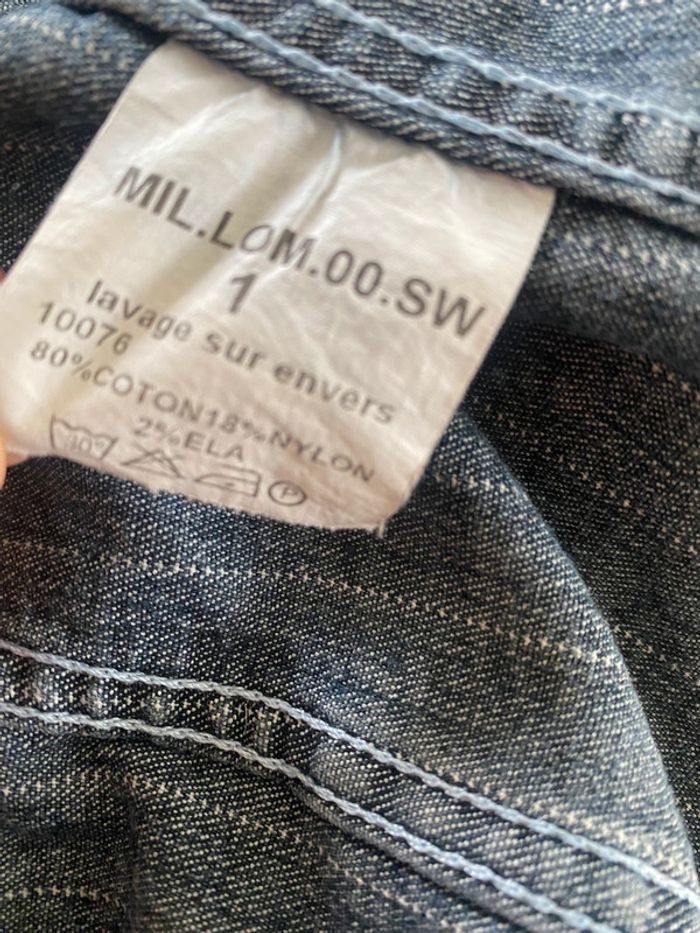 MIL.LOM.00.SW
1
lavage sur envers
10076
80%COTON18%NYLON
2%ELA
P